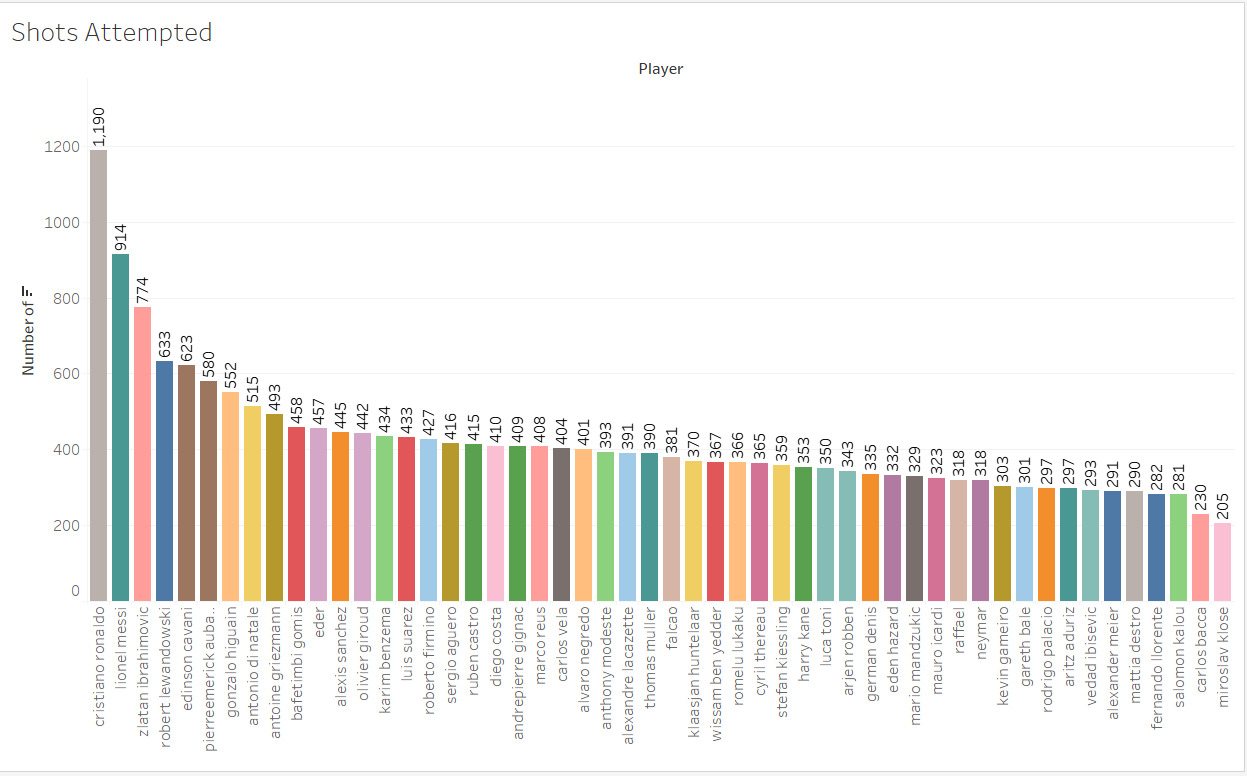 Shots Attempted
Player
Number of
1200
1000
800
600
400
200
0
1,190
914
774
633
623
580
552
515
493
458
457
445
442
434
433
427
416
415
410
409
408
404
401
393
391
390
381
370
367
366
365
359
353
350
343
335
332
329
323
318
318
303
301
297
297
293
291
290
282
281
230
205
cristiano ronaldo
lionel messi
zlatan ibrahimovic
robert lewandowski
edinson cavani
pierreemerick auba..
gonzalo higuain
antonio di natale
antoine griezmann
bafetimbi gomis
eder
alexis sanchez
olivier giroud
karim benzema
luis suarez
roberto firmino
sergio aguero
ruben castro
diego costa
andrepierre gignac
marco reus
carlos vela
alvaro negredo
anthony modeste
alexandre lacazette
thomas muller
falcao
klaasjan huntelaar
wissam ben yedder
romelu lukaku
cyril thereau
stefan kiessling
harry kane
luca toni
arjen robben
german denis
eden hazard
mario mandzukic
mauro icardi
raffael
neymar
kevin gameiro
gareth bale
rodrigo palacio
aritz aduriz
vedad ibisevic
alexander meier
mattia destro
fernando llorente
salomon kalou
carlos bacca
miroslav klose